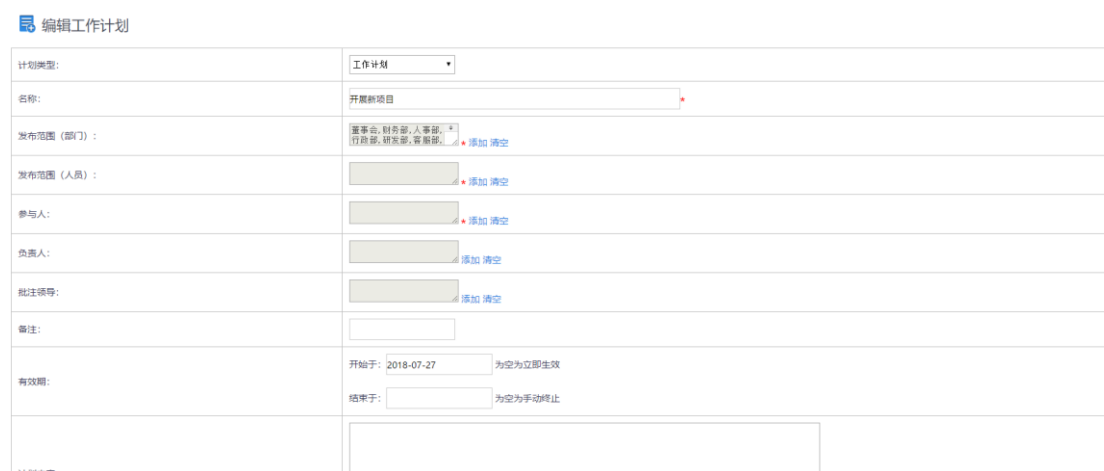 编辑工作计划
计划类型: 工作计划
名称: 开展新项目 *
发布范围（部门）: 董事会,财务部,人事部,
行政部,研发部,客服部, * 添加 清空
发布范围（人员）: * 添加 清空
参与人: * 添加 清空
负责人: 添加 清空
批注领导: 添加 清空
备注:
有效期:
开始于: 2018-07-27 为空为立即生效
结束于: 为空为手动终止